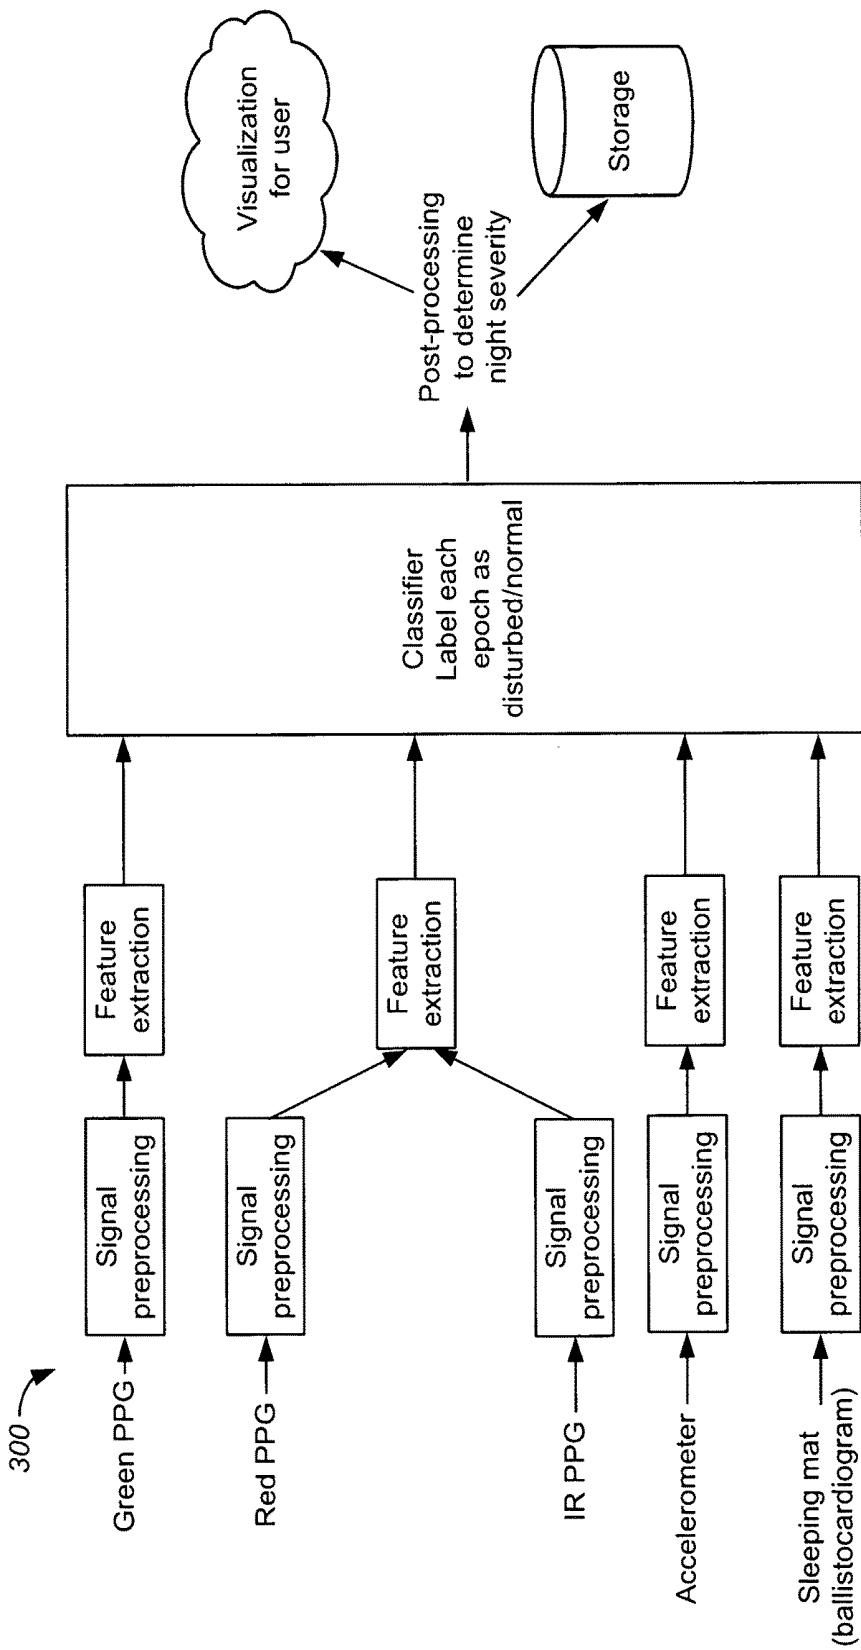 300
Green PPG
Signal
preprocessing
Feature
extraction
Red PPG
Signal
preprocessing
IR PPG
Signal
preprocessing
Feature
extraction
Accelerometer
Signal
preprocessing
Feature
extraction
Sleeping mat
(ballistocardiogram)
Signal
preprocessing
Feature
extraction
Classifier
Label each
epoch as
disturbed/normal
Post-processing
to determine
night severity
Visualization
for user
Storage